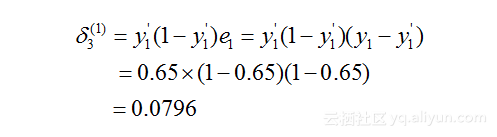 δ₃⁽¹⁾ = y₁'(1−y₁')e₁ = y₁'(1−y₁')(y₁−y₁')
= 0.65×(1−0.65)(1−0.65)
= 0.0796
云栖社区 yq.aliyun.com